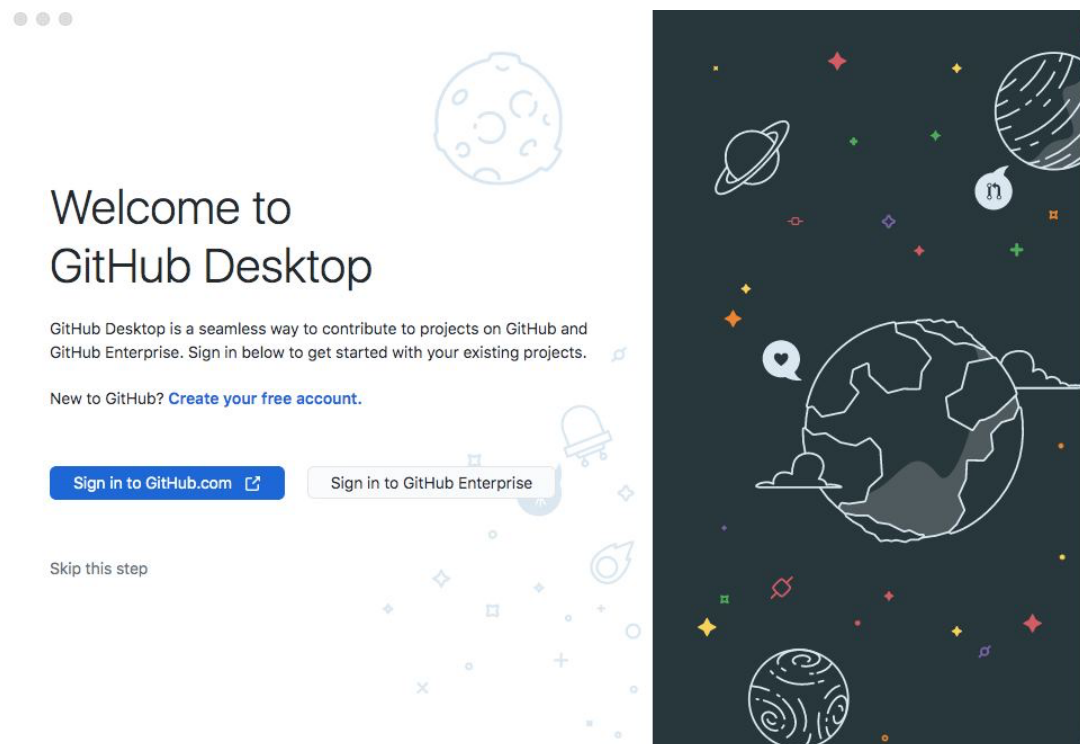 Welcome to
GitHub Desktop
GitHub Desktop is a seamless way to contribute to projects on GitHub and
GitHub Enterprise. Sign in below to get started with your existing projects.
New to GitHub? Create your free account.
Sign in to GitHub.com
Sign in to GitHub Enterprise
Skip this step